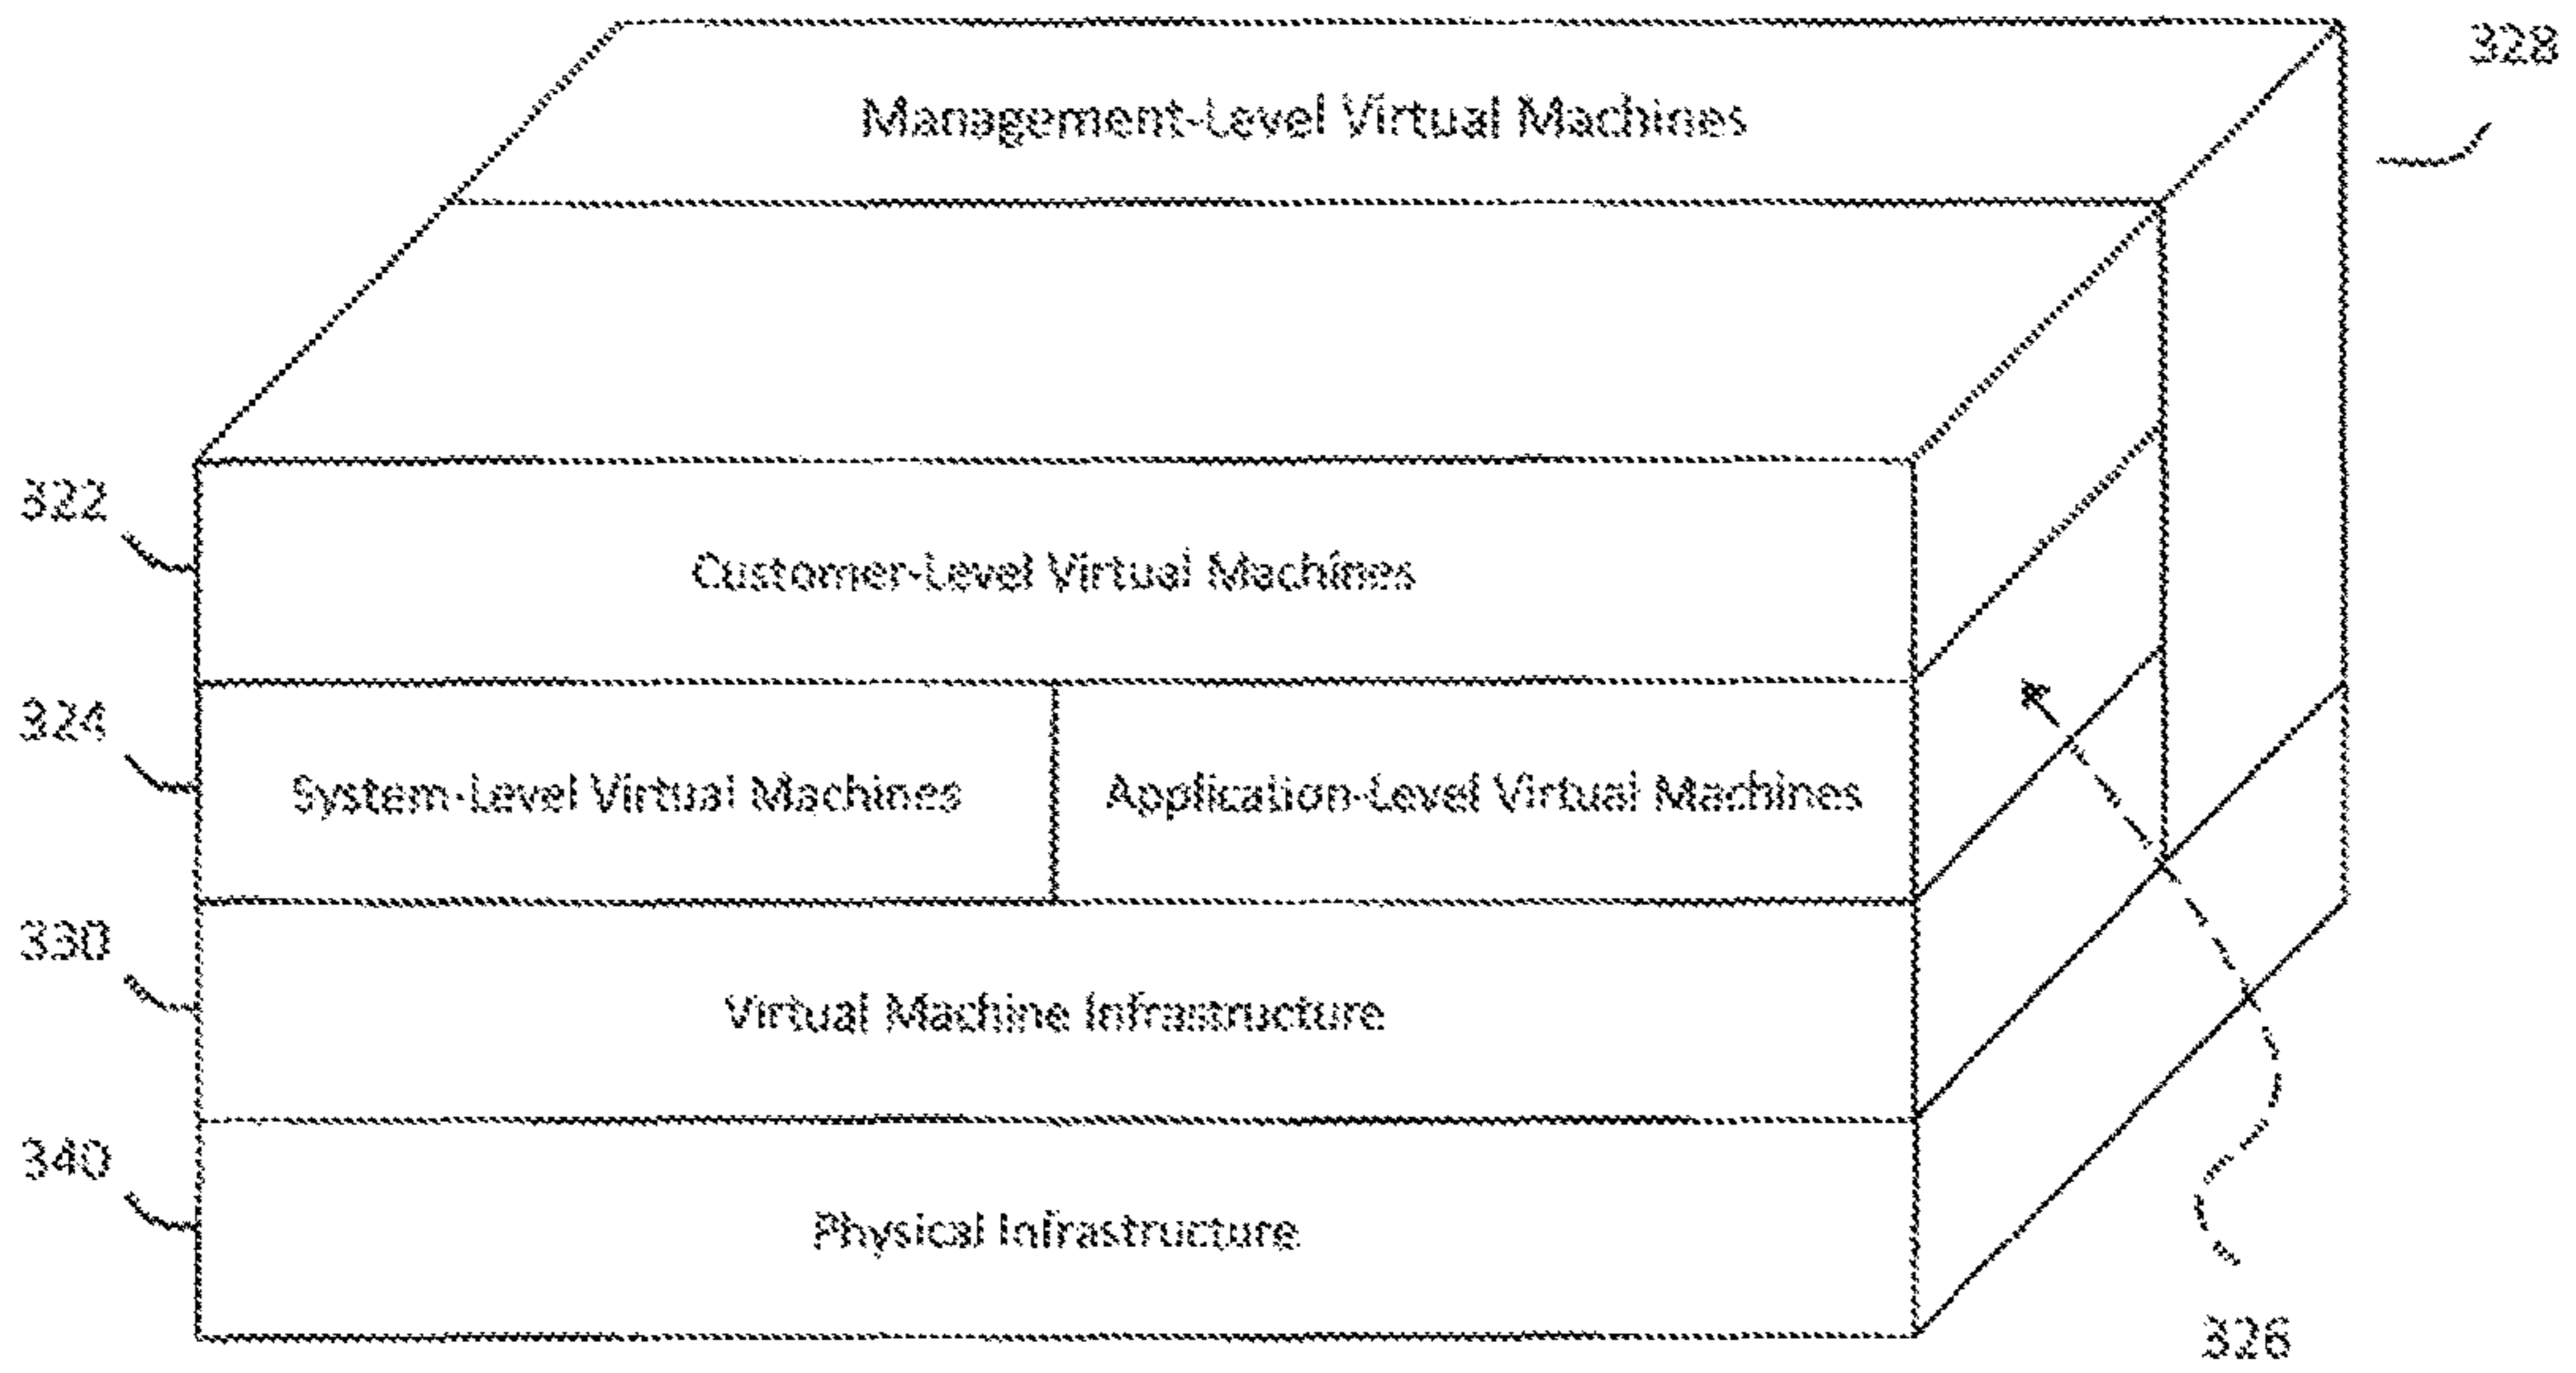 328
Management-Level Virtual Machines
322
Customer-Level Virtual Machines
324
System-Level Virtual Machines
Application-Level Virtual Machines
330
Virtual Machine Infrastructure
340
Physical Infrastructure
326